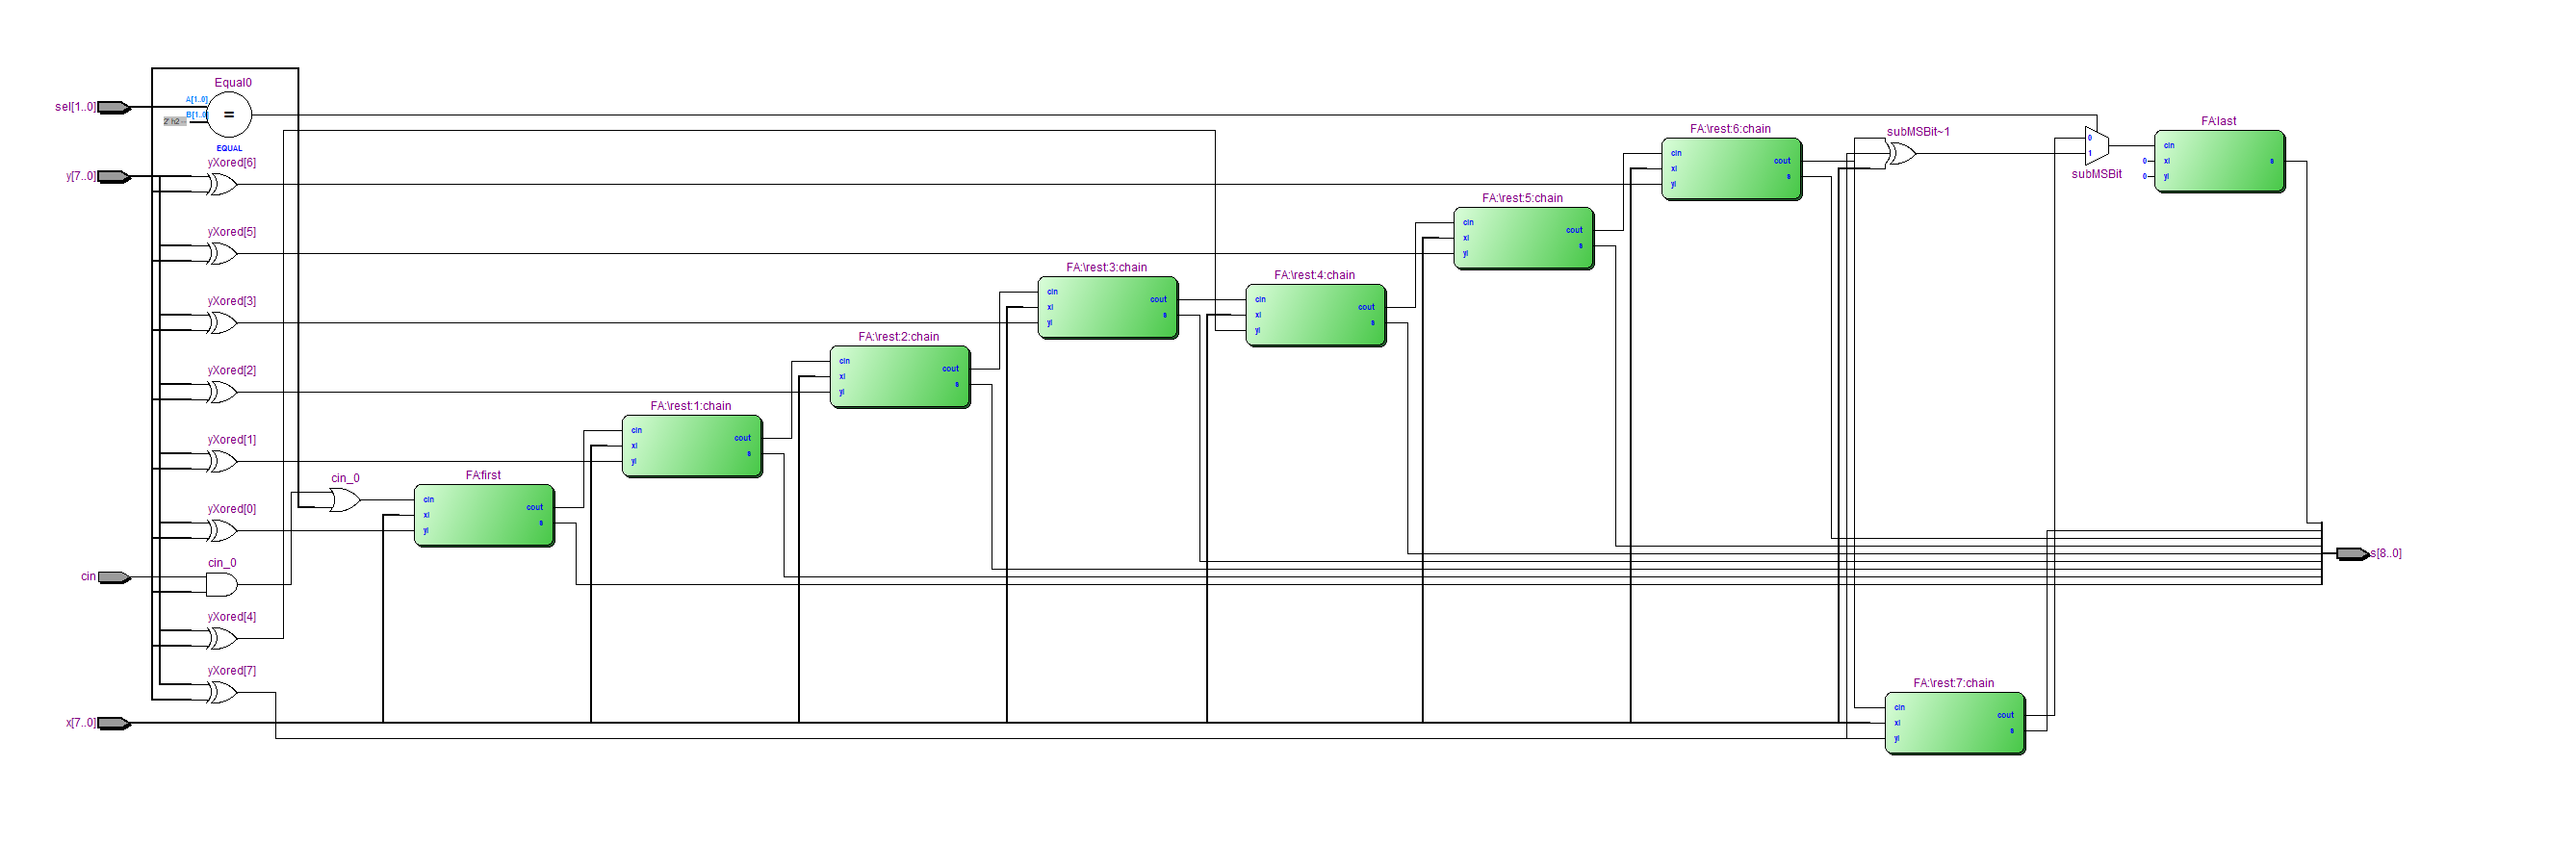 Equal0
sel[1..0]
A[1..0]
B[1..0]
2' h2 --
=
EQUAL
yXored[6]
y[7..0]
yXored[5]
yXored[3]
yXored[2]
yXored[1]
cin_0
yXored[0]
cin_0
cin
yXored[4]
yXored[7]
x[7..0]
FA:first
cin
xi
yi
cout
s
FA:\rest:1:chain
cin
xi
yi
cout
s
FA:\rest:2:chain
cin
xi
yi
cout
s
FA:\rest:3:chain
cin
xi
yi
cout
s
FA:\rest:4:chain
cin
xi
yi
cout
s
FA:\rest:5:chain
cin
xi
yi
cout
s
FA:\rest:6:chain
cin
xi
yi
cout
s
subMSBit~1
0
1
subMSBit
FA:last
cin
0
xi
0
yi
s
s[8..0]
FA:\rest:7:chain
cin
xi
yi
cout
s